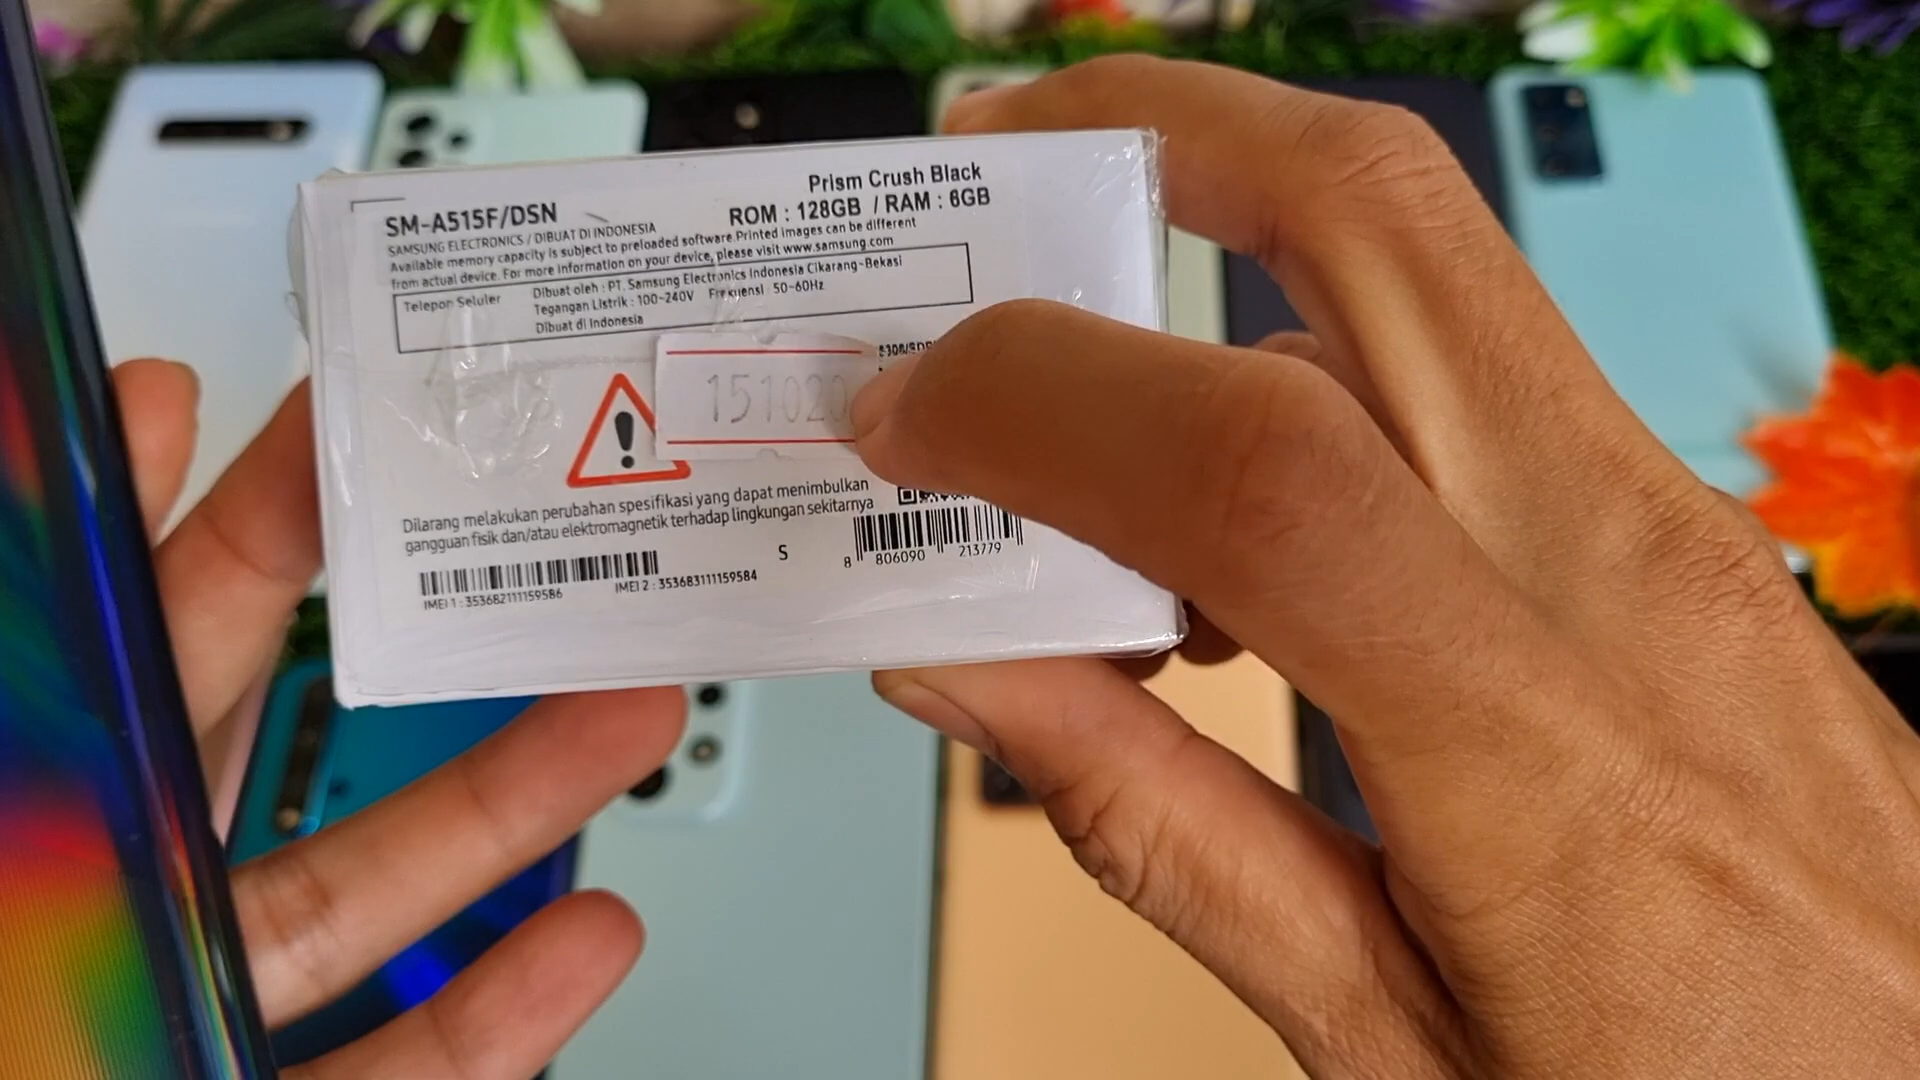 Prism Crush Black
SM-A515F/DSN
ROM : 128GB / RAM : 6GB
SAMSUNG ELECTRONICS / DIBUAT DI INDONESIA
Available memory capacity is subject to preloaded software.Printed images can be different
from actual device. For more information on your device, please visit www.samsung.com
Telepon Seluler
Dibuat oleh : PT. Samsung Electronics Indonesia Cikarang-Bekasi
Tegangan Listrik : 100~240V Frekuensi : 50~60Hz
Dibuat di Indonesia
151020
Dilarang melakukan perubahan spesifikasi yang dapat menimbulkan
gangguan fisik dan/atau elektromagnetik terhadap lingkungan sekitarnya
IMEI 1 : 353682111159586
IMEI 2 : 353683111159584
S
8 806090 213779